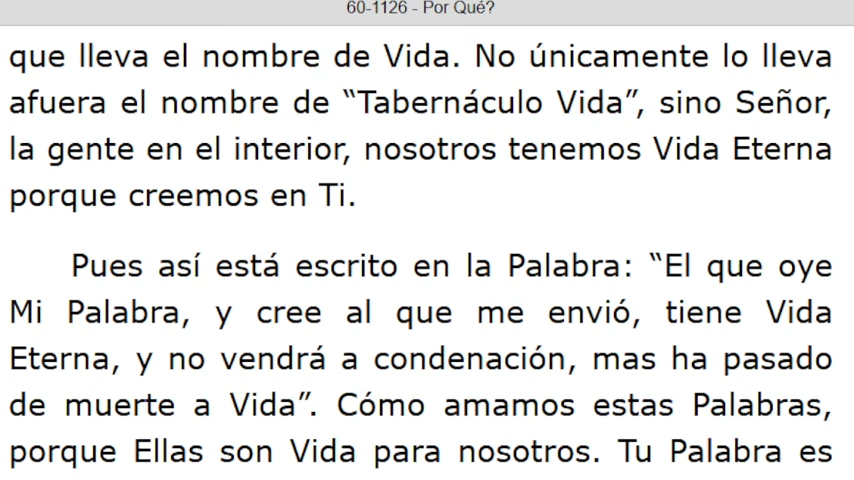 60-1126 - Por Qué?
que lleva el nombre de Vida. No únicamente lo lleva
afuera el nombre de “Tabernáculo Vida”, sino Señor,
la gente en el interior, nosotros tenemos Vida Eterna
porque creemos en Ti.
Pues así está escrito en la Palabra: “El que oye
Mi Palabra, y cree al que me envió, tiene Vida
Eterna, y no vendrá a condenación, mas ha pasado
de muerte a Vida”. Cómo amamos estas Palabras,
porque Ellas son Vida para nosotros. Tu Palabra es